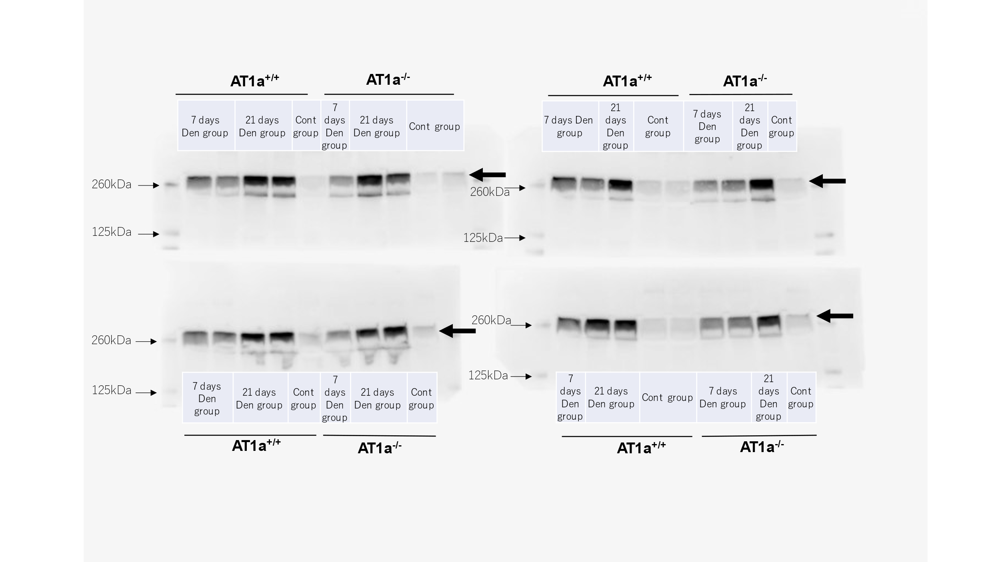 AT1a+/+
AT1a-/-
7 days
Den group
21 days
Den group
Cont
group
7
days
Den
group
21 days
Den group
Cont group
260kDa
125kDa
AT1a+/+
AT1a-/-
7 days Den
group
21
days
Den
group
Cont
group
7 days
Den
group
21
days
Den
group
Cont
group
260kDa
125kDa
260kDa
125kDa
7 days
Den
group
21 days
Den group
Cont
group
7
days
Den
group
21 days
Den group
Cont
group
AT1a+/+
AT1a-/-
260kDa
125kDa
7
days
Den
group
21 days
Den group
Cont group
7 days
Den group
21
days
Den
group
Cont
group
AT1a+/+
AT1a-/-